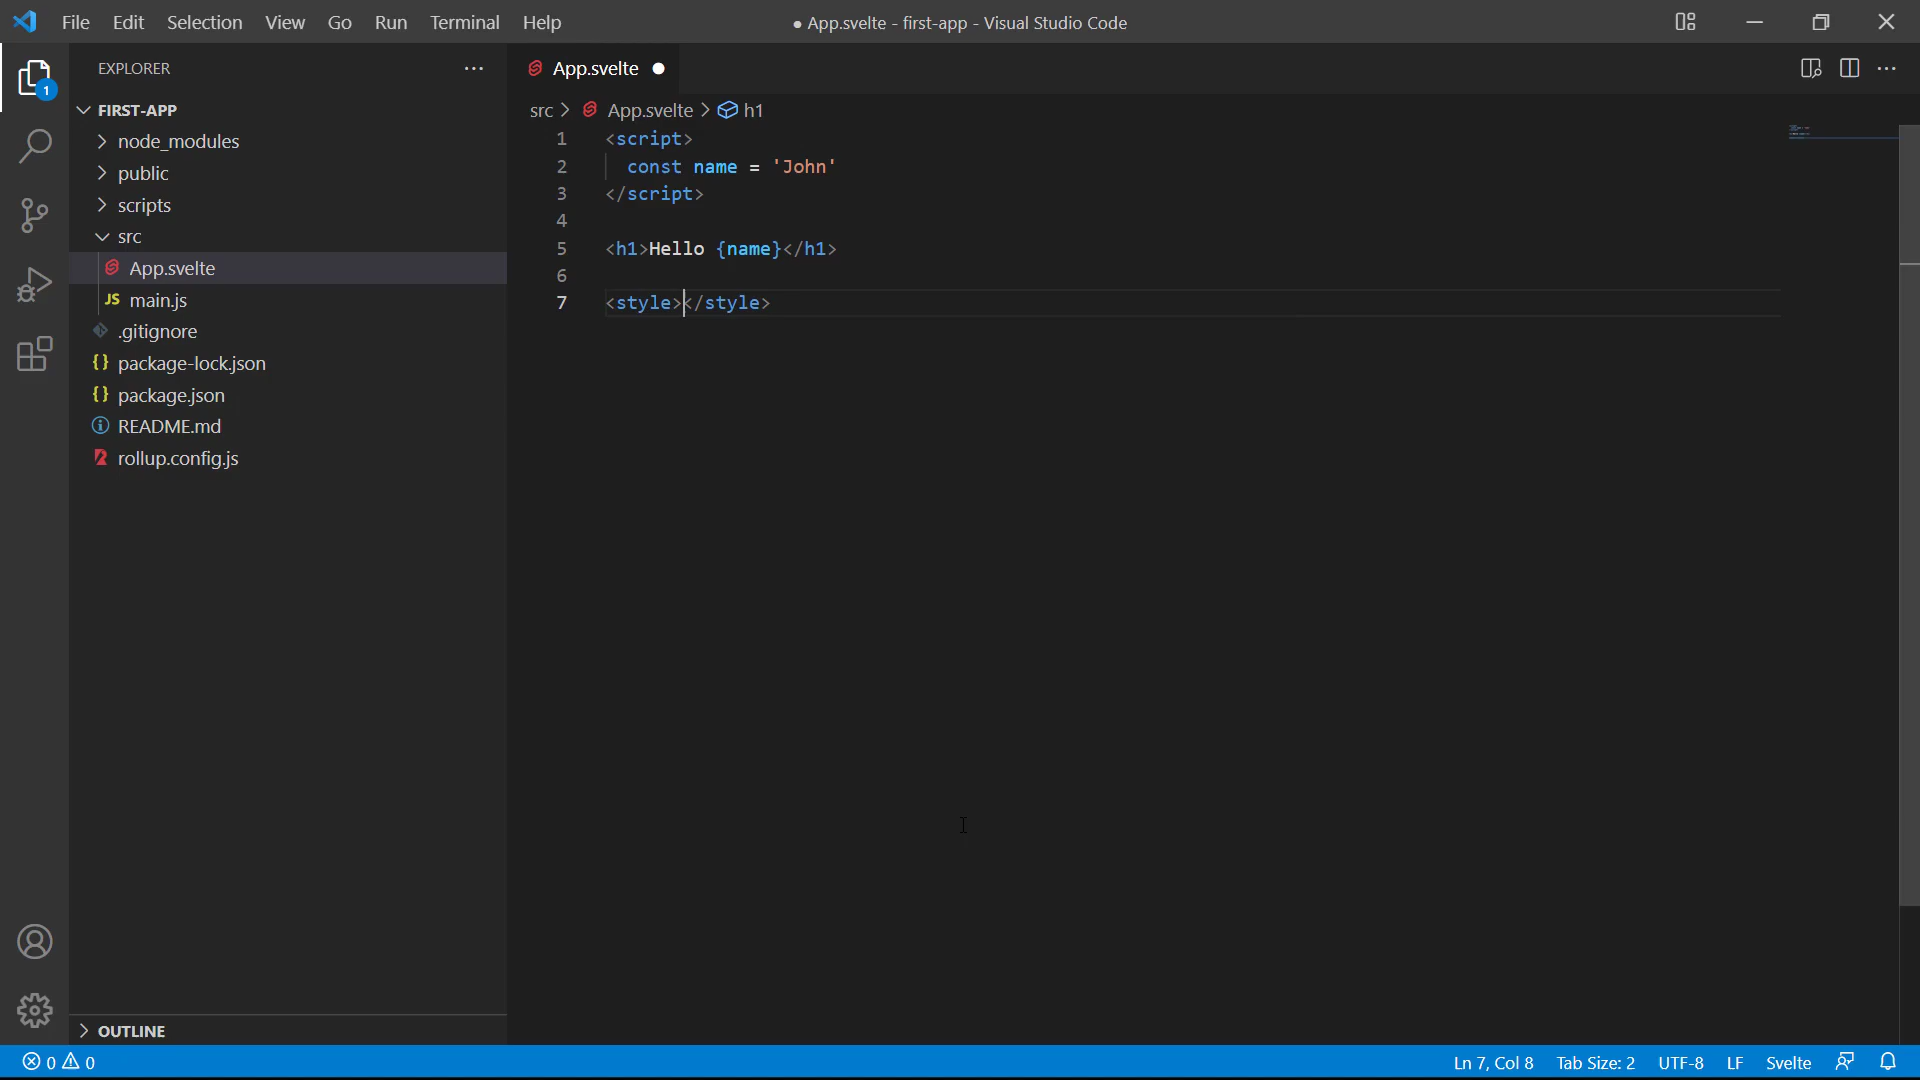 File Edit Selection View Go Run Terminal Help
● App.svelte - first-app - Visual Studio Code
1
EXPLORER
FIRST-APP
node_modules
public
scripts
src
App.svelte
JS main.js
.gitignore
{} package-lock.json
{} package.json
README.md
rollup.config.js
OUTLINE
App.svelte ●
src > App.svelte > h1
1 <script>
2 const name = 'John'
3 </script>
4
5 <h1>Hello {name}</h1>
6
7 <style></style>
0 0
Ln 7, Col 8 Tab Size: 2 UTF-8 LF Svelte